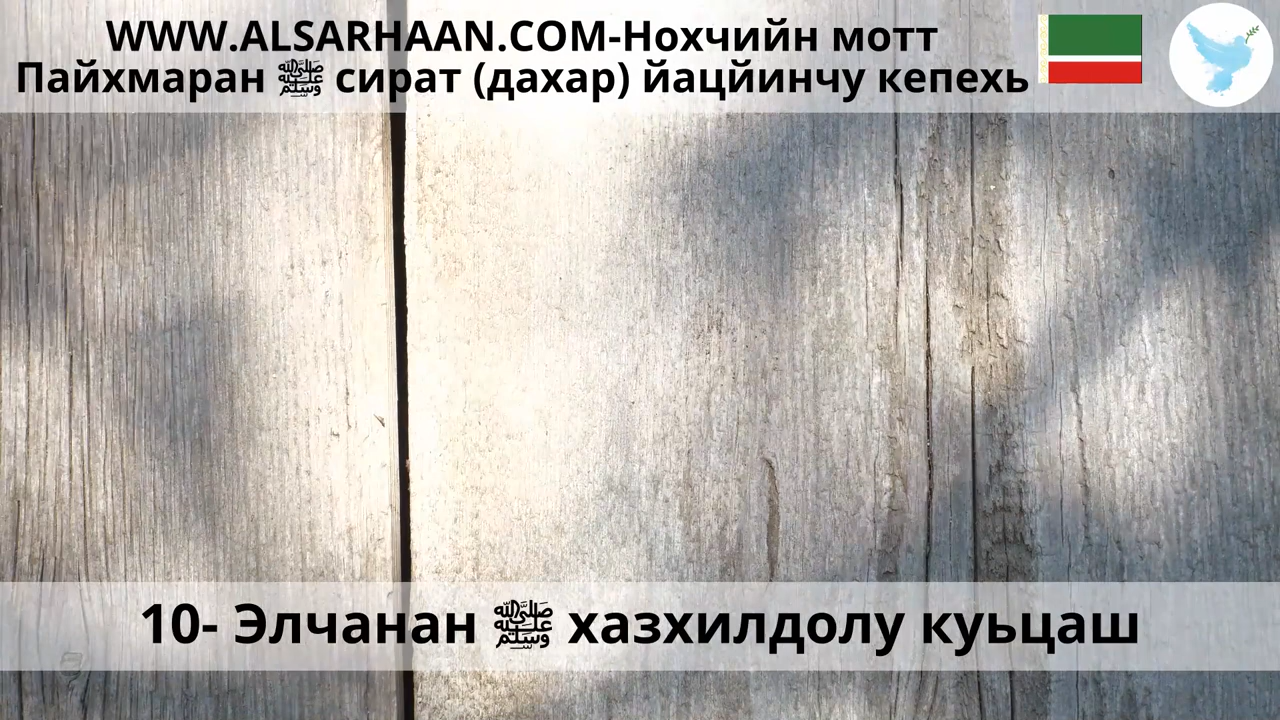 WWW.ALSARHAAN.COM-Нохчийн мотт
Пайхмаран ﷺ сират (дахар) йацйинчу кепехь
10- Элчанан ﷺ хазхилдолу куьцаш